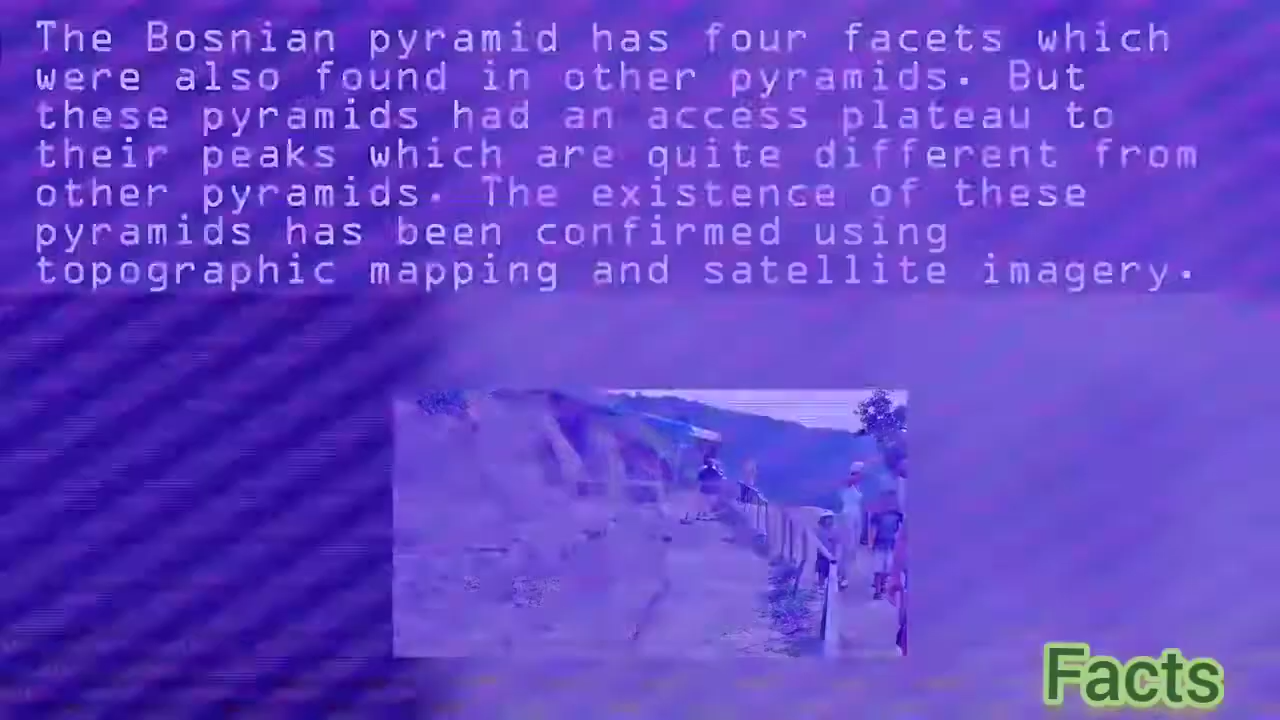 The Bosnian pyramid has four facets which
were also found in other pyramids. But
these pyramids had an access plateau to
their peaks which are quite different from
other pyramids. The existence of these
pyramids has been confirmed using
topographic mapping and satellite imagery.
Facts